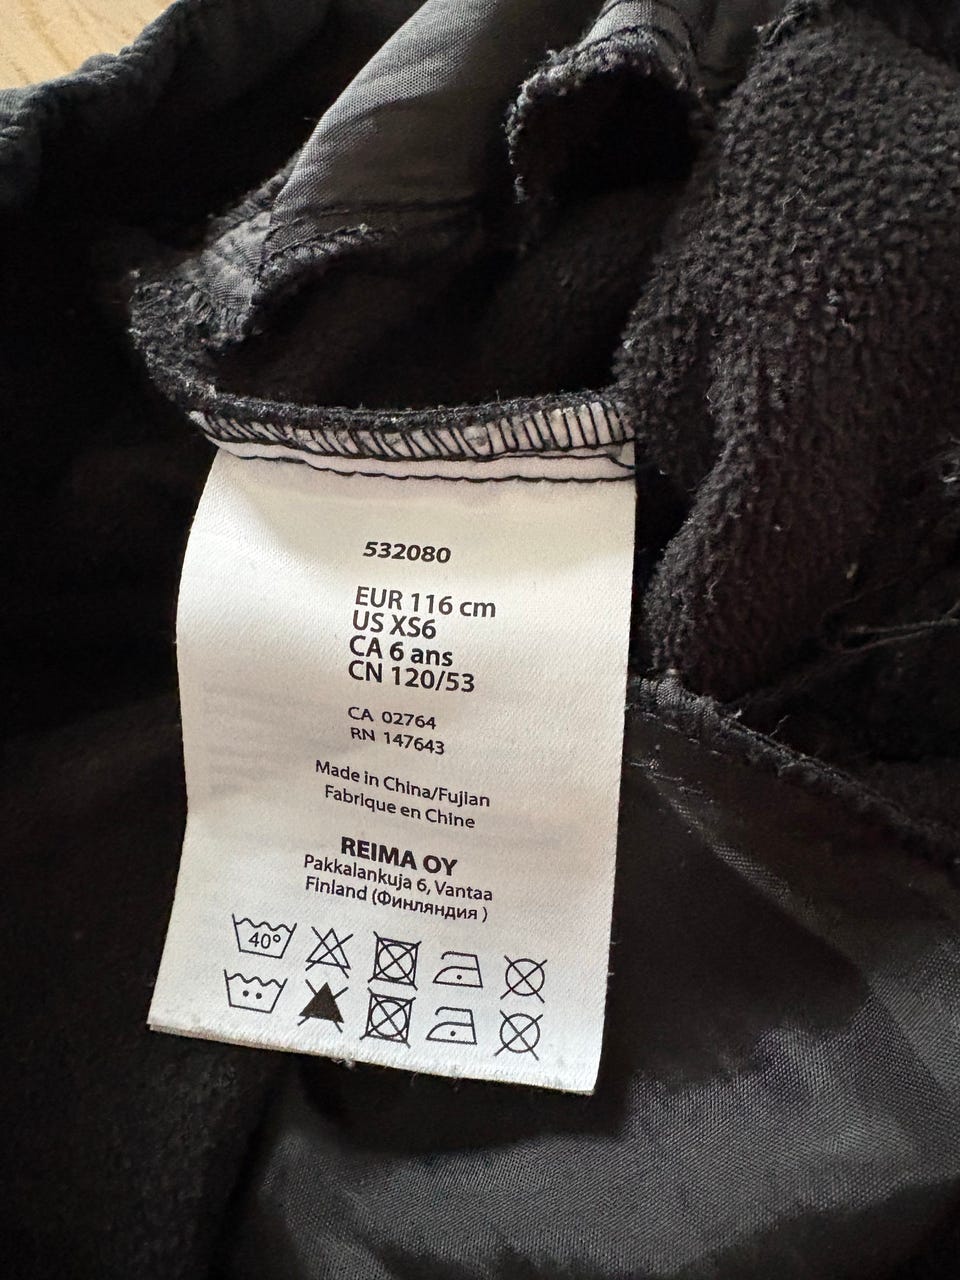 532080
EUR 116 cm
US XS6
CA 6 ans
CN 120/53
CA 02764
RN 147643
Made in China/Fujian
Fabrique en Chine
REIMA OY
Pakkalankuja 6, Vantaa
Finland (Финляндия )
40°